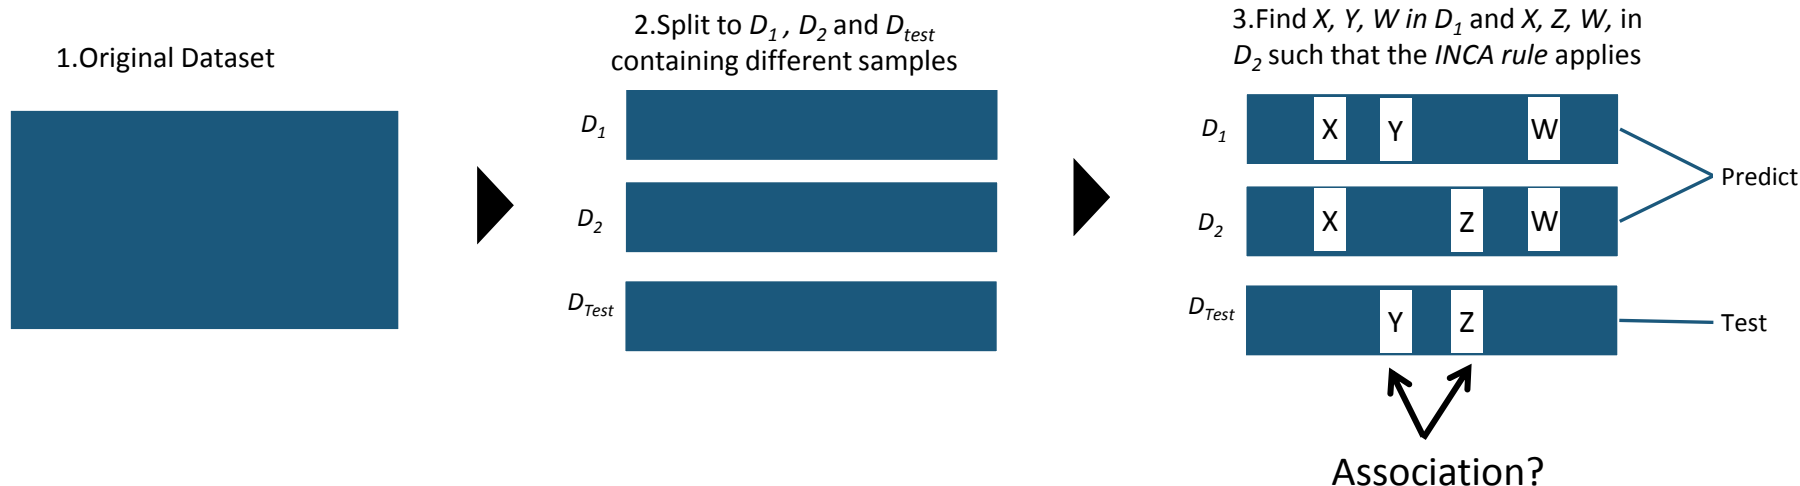 1.Original Dataset
2.Split to D1 , D2 and Dtest
containing different samples
D1
D2
DTest
3.Find X, Y, W in D1 and X, Z, W, in
D2 such that the INCA rule applies
D1 X Y W
D2 X Z W
Predict
DTest Y Z
Test
Association?